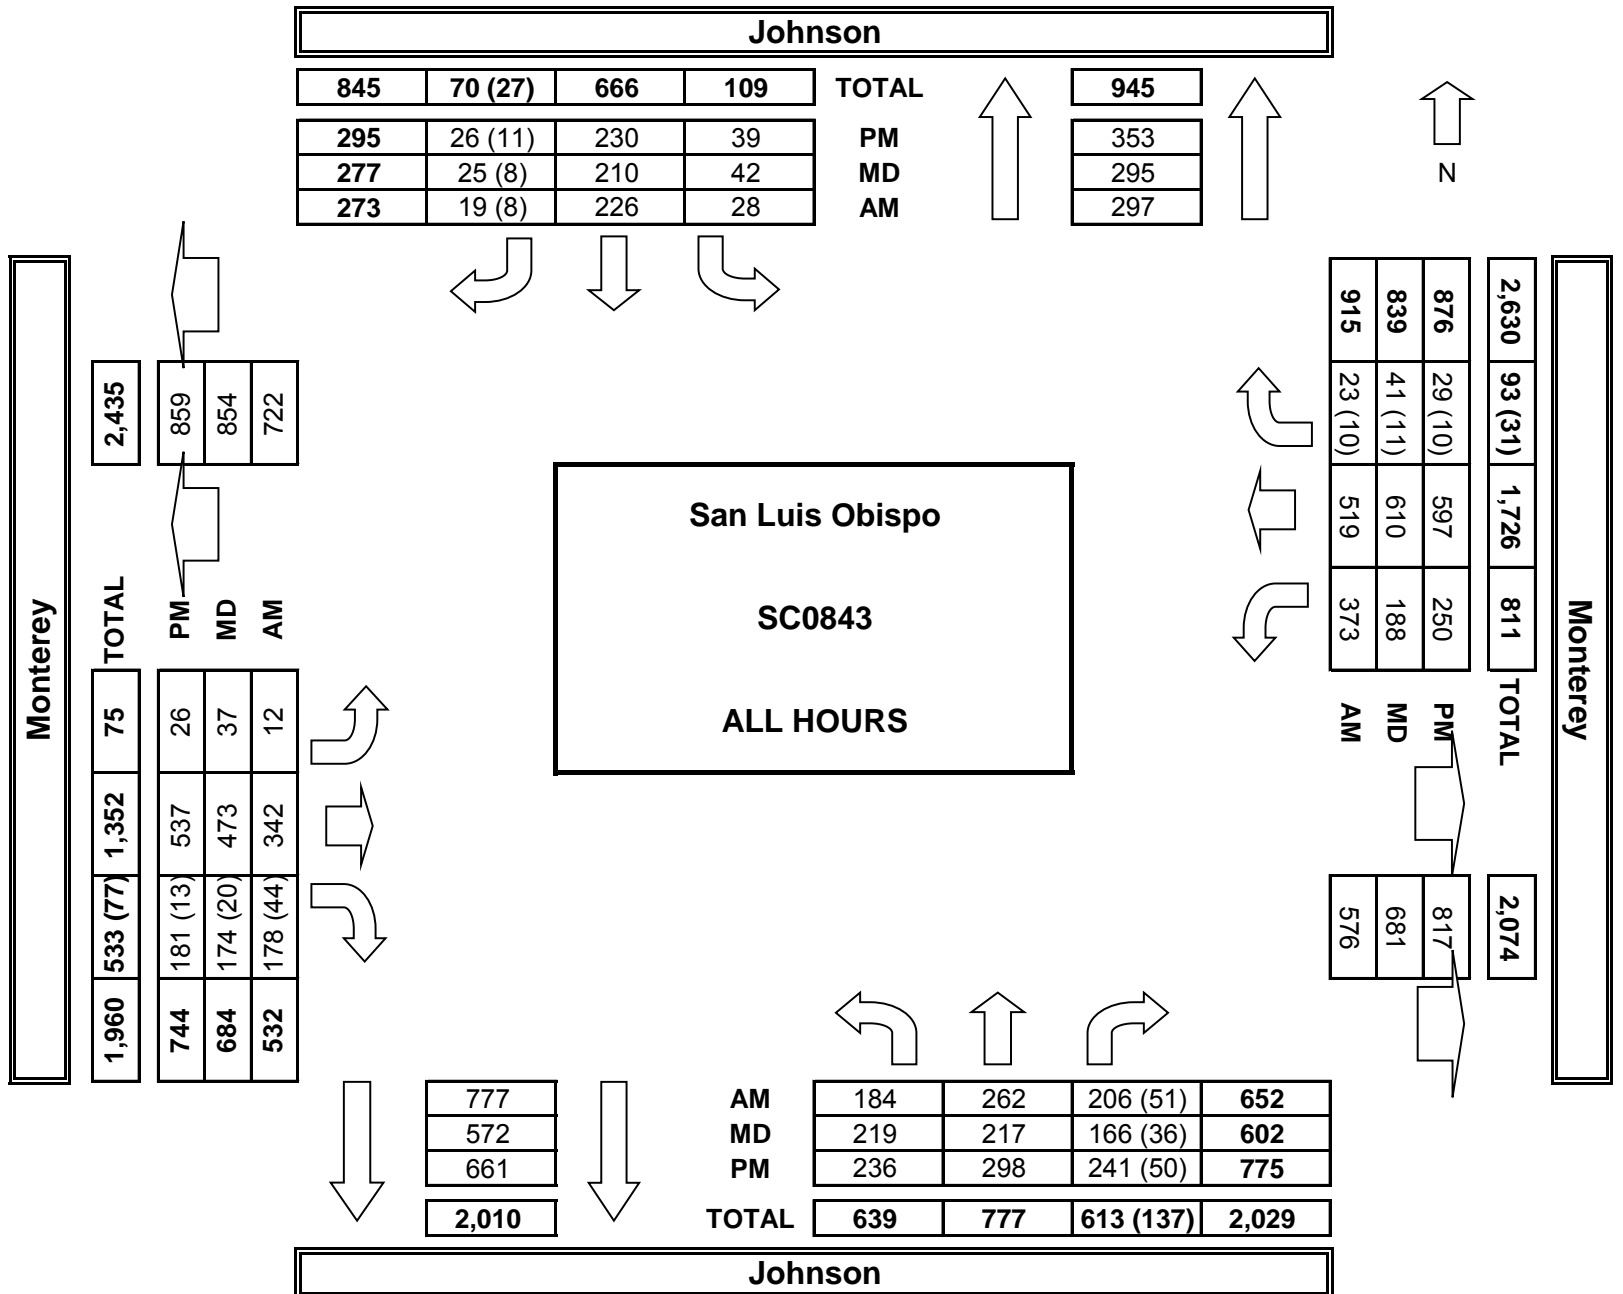 Johnson
845 70 (27) 666 109 TOTAL 945
295 26 (11) 230 39 PM 353
277 25 (8) 210 42 MD 295
273 19 (8) 226 28 AM 297
N
Monterey
2,435
859
854
722
TOTAL
PM
MD
AM
75 1,352 533 (77) 1,960
26 537 181 (13) 744
37 473 174 (20) 684
12 342 178 (44) 532
San Luis Obispo
SC0843
ALL HOURS
2,630 93 (31) 1,726 811 TOTAL 2,074
876 29 (10) 597 250 PM 817
839 41 (11) 610 188 MD 681
915 23 (10) 519 373 AM 576
Monterey
777 AM 184 262 206 (51) 652
572 MD 219 217 166 (36) 602
661 PM 236 298 241 (50) 775
2,010 TOTAL 639 777 613 (137) 2,029
Johnson